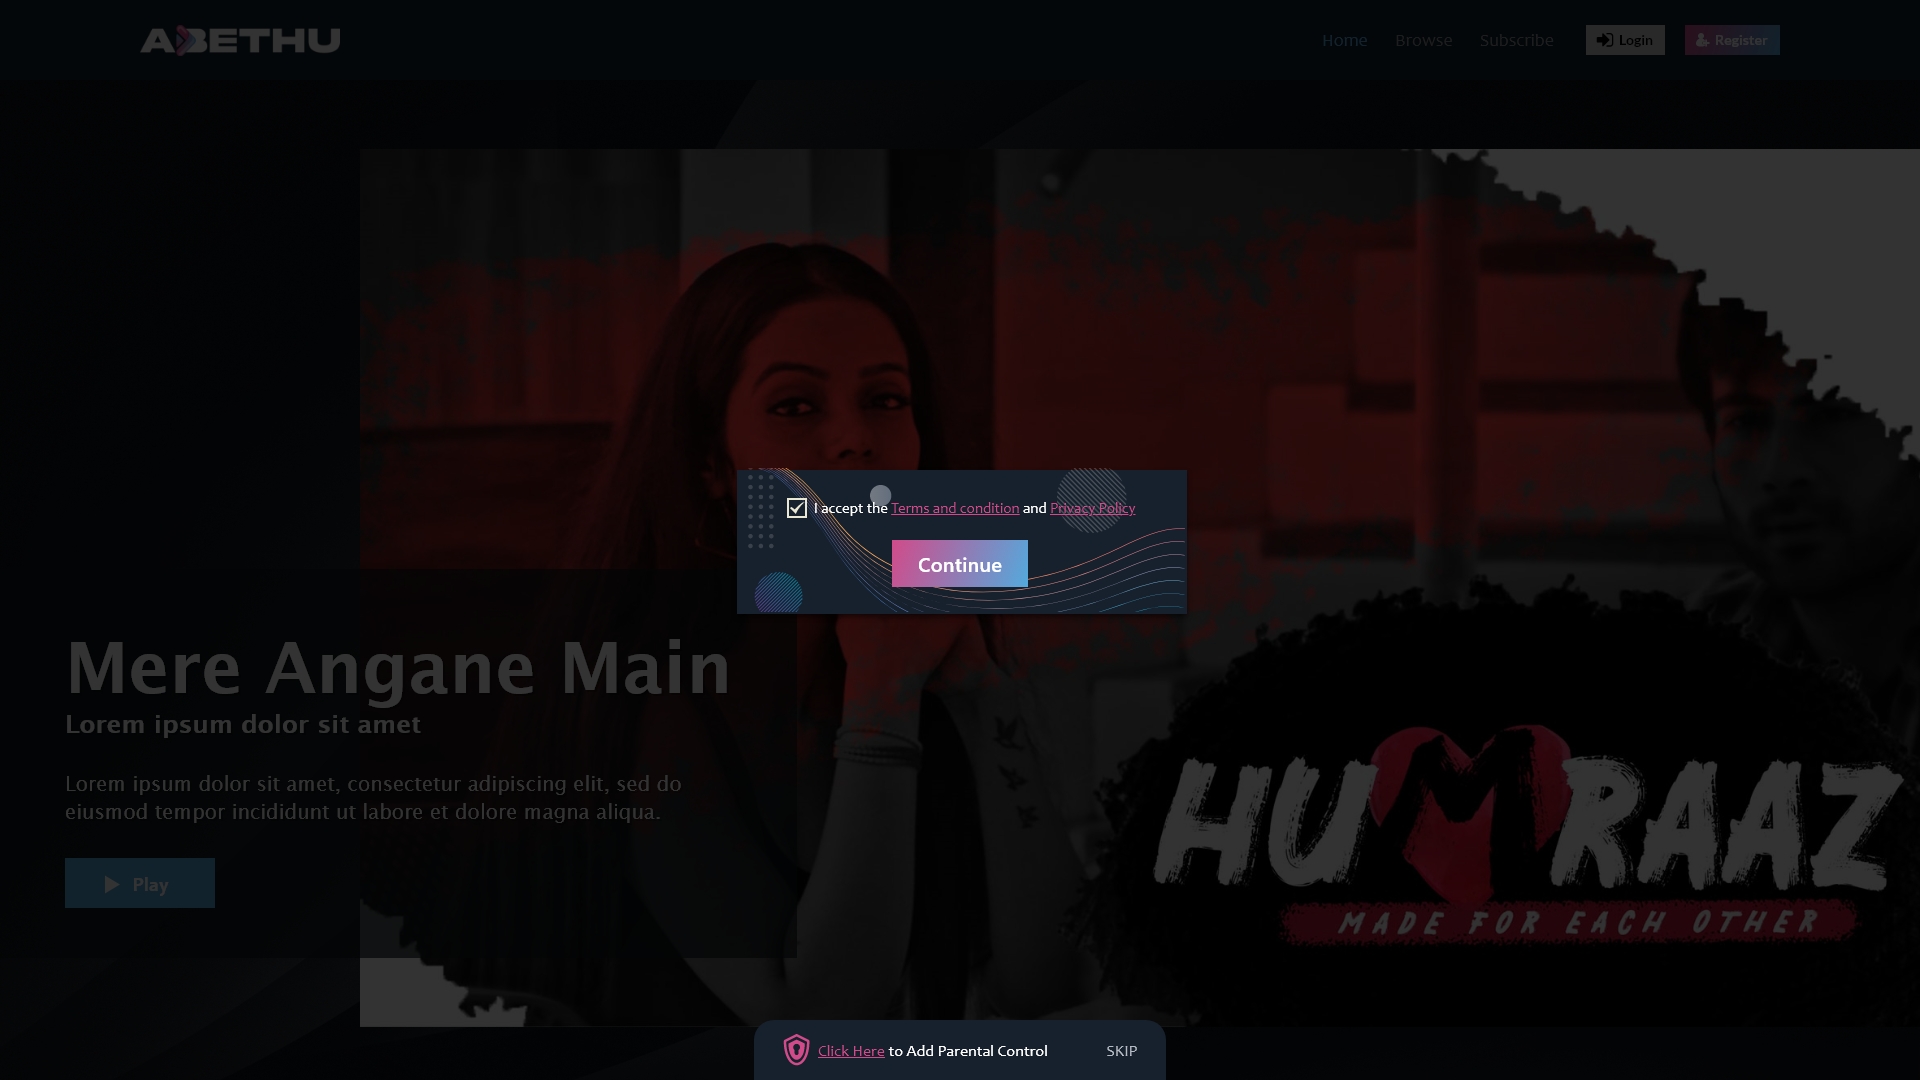 ABETHU
Home
Browse
Subscribe
Login
Register
I accept the Terms and condition and Privacy Policy
Continue
Mere Angane Main
Lorem ipsum dolor sit amet
Lorem ipsum dolor sit amet, consectetur adipiscing elit, sed do
eiusmod tempor incididunt ut labore et dolore magna aliqua.
Play
HUMRAAZ
MADE FOR EACH OTHER
Click Here to Add Parental Control
SKIP